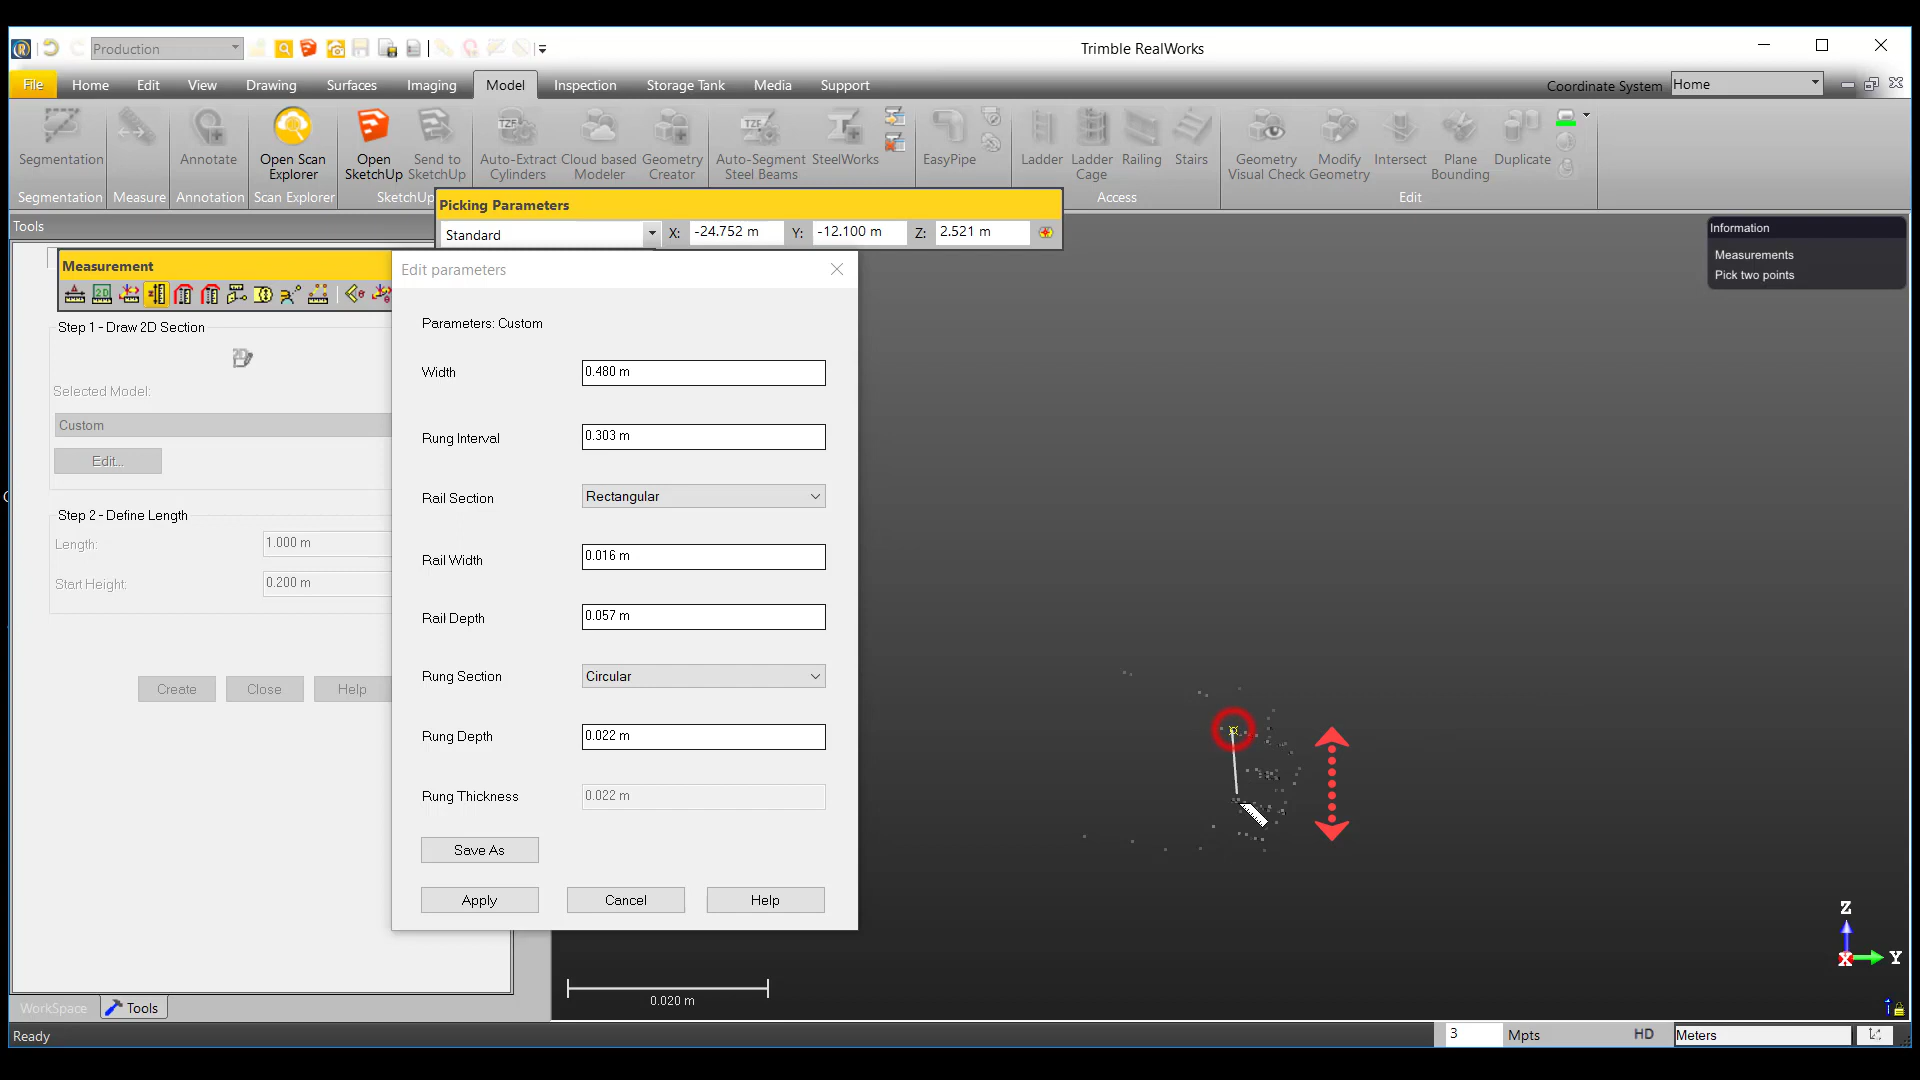 Production
Trimble RealWorks
File
Home
Edit
View
Drawing
Surfaces
Imaging
Model
Inspection
Storage Tank
Media
Support
Coordinate System
Home
Segmentation
Annotate
Open Scan
Explorer
Open
SketchUp
Send to
SketchUp
TZF
Auto-Extract
Cylinders
Cloud based
Modeler
Geometry
Creator
TZF
Auto-Segment
Steel Beams
SteelWorks
EasyPipe
Ladder
Ladder
Cage
Railing
Stairs
Geometry
Visual Check
Modify
Geometry
Intersect
Plane
Bounding
Duplicate
Segmentation
Measure
Annotation
Scan Explorer
SketchUp
Access
Edit
Picking Parameters
Standard
X:
-24.752 m
Y:
-12.100 m
Z:
2.521 m
Tools
Measurement
Step 1 - Draw 2D Section
Selected Model:
Custom
Edit...
Step 2 - Define Length
Length:
1.000 m
Start Height:
0.200 m
Create
Close
Help
Edit parameters
Parameters: Custom
Width
0.480 m
Rung Interval
0.303 m
Rail Section
Rectangular
Rail Width
0.016 m
Rail Depth
0.057 m
Rung Section
Circular
Rung Depth
0.022 m
Rung Thickness
0.022 m
Save As
Apply
Cancel
Help
Information
Measurements
Pick two points
0.020 m
Z
X
Y
WorkSpace
Tools
Ready
3
Mpts
HD
Meters